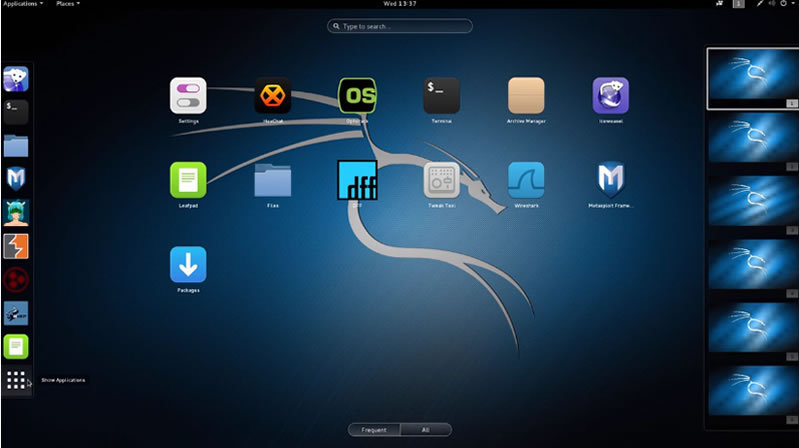 Applications Places Wed 13:37 1
Type to search...
$_
OS
$_
Settings HexChat Ophcrack Terminal Archive Manager Iceweasel
dff
Leafpad Files DFF Tweak Tool Wireshark Metasploit Frame...
Packages
Show Applications
Frequent All